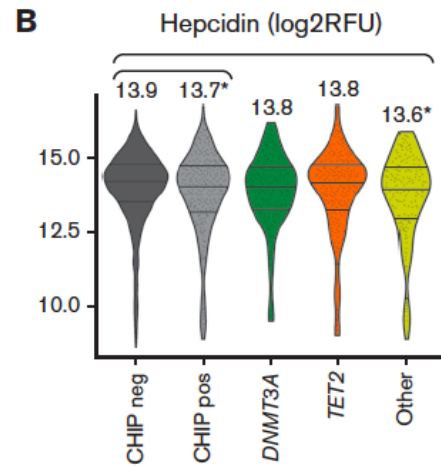 B
Hepcidin (log2RFU)
13.9 13.7* 13.8 13.8 13.6*
15.0
12.5
10.0
CHIP neg
CHIP pos
DNMT3A
TET2
Other